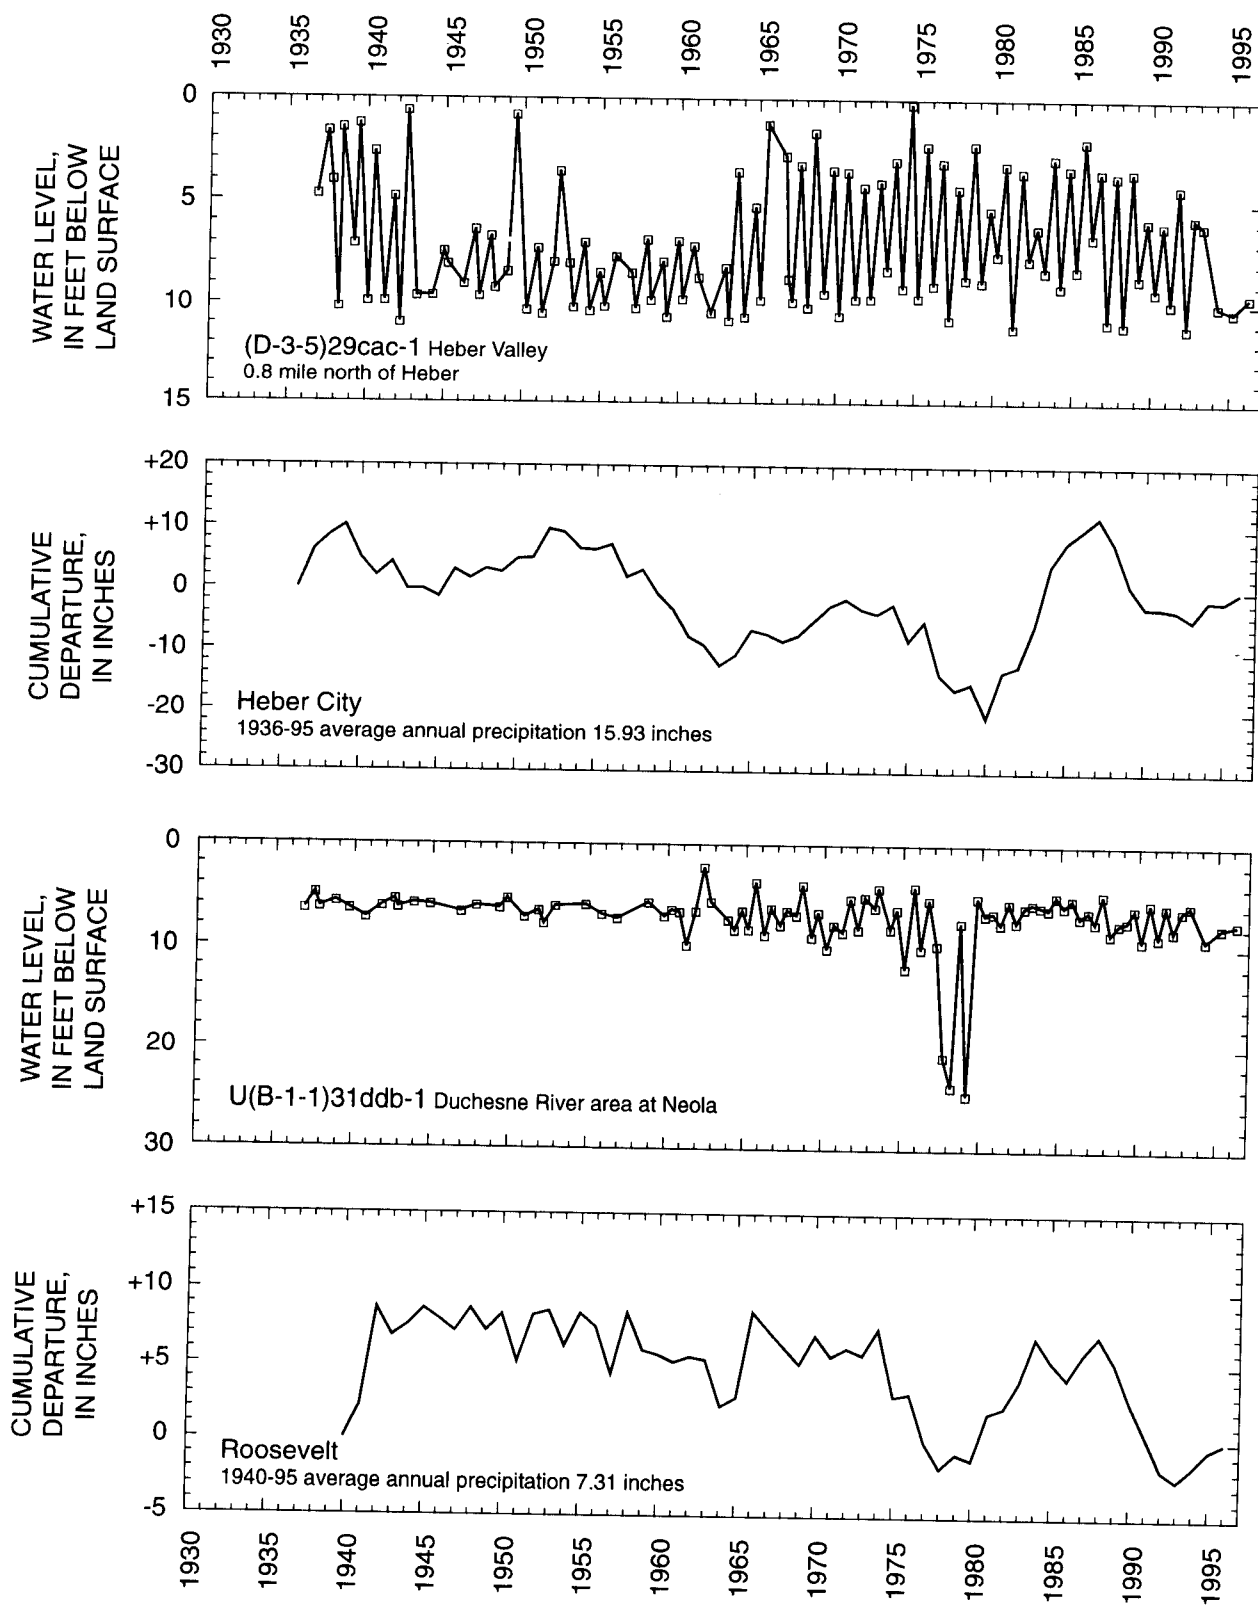 1930 1935 1940 1945 1950 1955 1960 1965 1970 1975 1980 1985 1990 1995
WATER LEVEL,
IN FEET BELOW
LAND SURFACE
0
5
10
15
(D-3-5)29cac-1 Heber Valley
0.8 mile north of Heber
CUMULATIVE
DEPARTURE,
IN INCHES
+20
+10
0
-10
-20
-30
Heber City
1936-95 average annual precipitation 15.93 inches
WATER LEVEL,
IN FEET BELOW
LAND SURFACE
0
10
20
30
U(B-1-1)31ddb-1 Duchesne River area at Neola
CUMULATIVE
DEPARTURE,
IN INCHES
+15
+10
+5
0
-5
Roosevelt
1940-95 average annual precipitation 7.31 inches
1930 1935 1940 1945 1950 1955 1960 1965 1970 1975 1980 1985 1990 1995